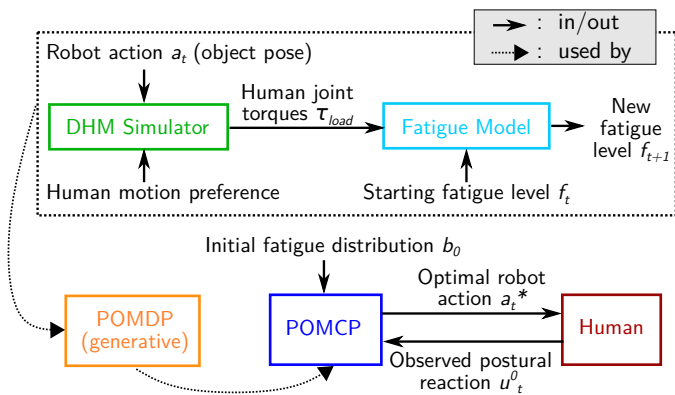 : in/out
: used by
Robot action a_t (object pose)
DHM Simulator
Human motion preference
Human joint
torques τ_load
Fatigue Model
Starting fatigue level f_t
New
fatigue
level f_{t+1}
Initial fatigue distribution b_0
POMDP
(generative)
POMCP
Optimal robot
action a_t*
Human
Observed postural
reaction u^0_t